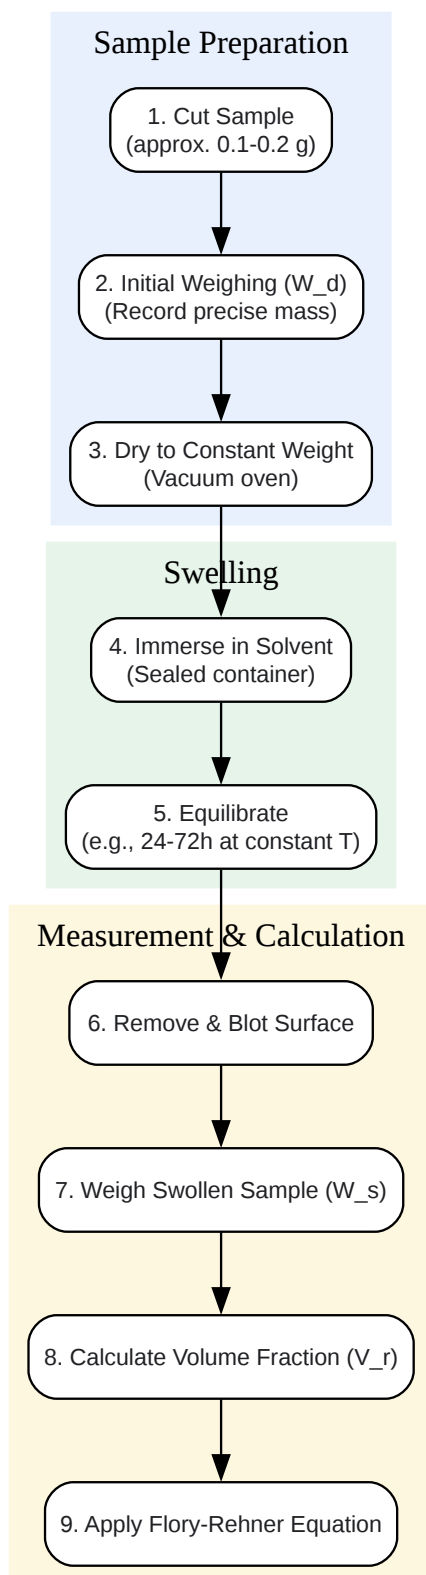 Sample Preparation
1. Cut Sample
(approx. 0.1-0.2 g)
2. Initial Weighing (W_d)
(Record precise mass)
3. Dry to Constant Weight
(Vacuum oven)
Swelling
4. Immerse in Solvent
(Sealed container)
5. Equilibrate
(e.g., 24-72h at constant T)
Measurement & Calculation
6. Remove & Blot Surface
7. Weigh Swollen Sample (W_s)
8. Calculate Volume Fraction (V_r)
9. Apply Flory-Rehner Equation